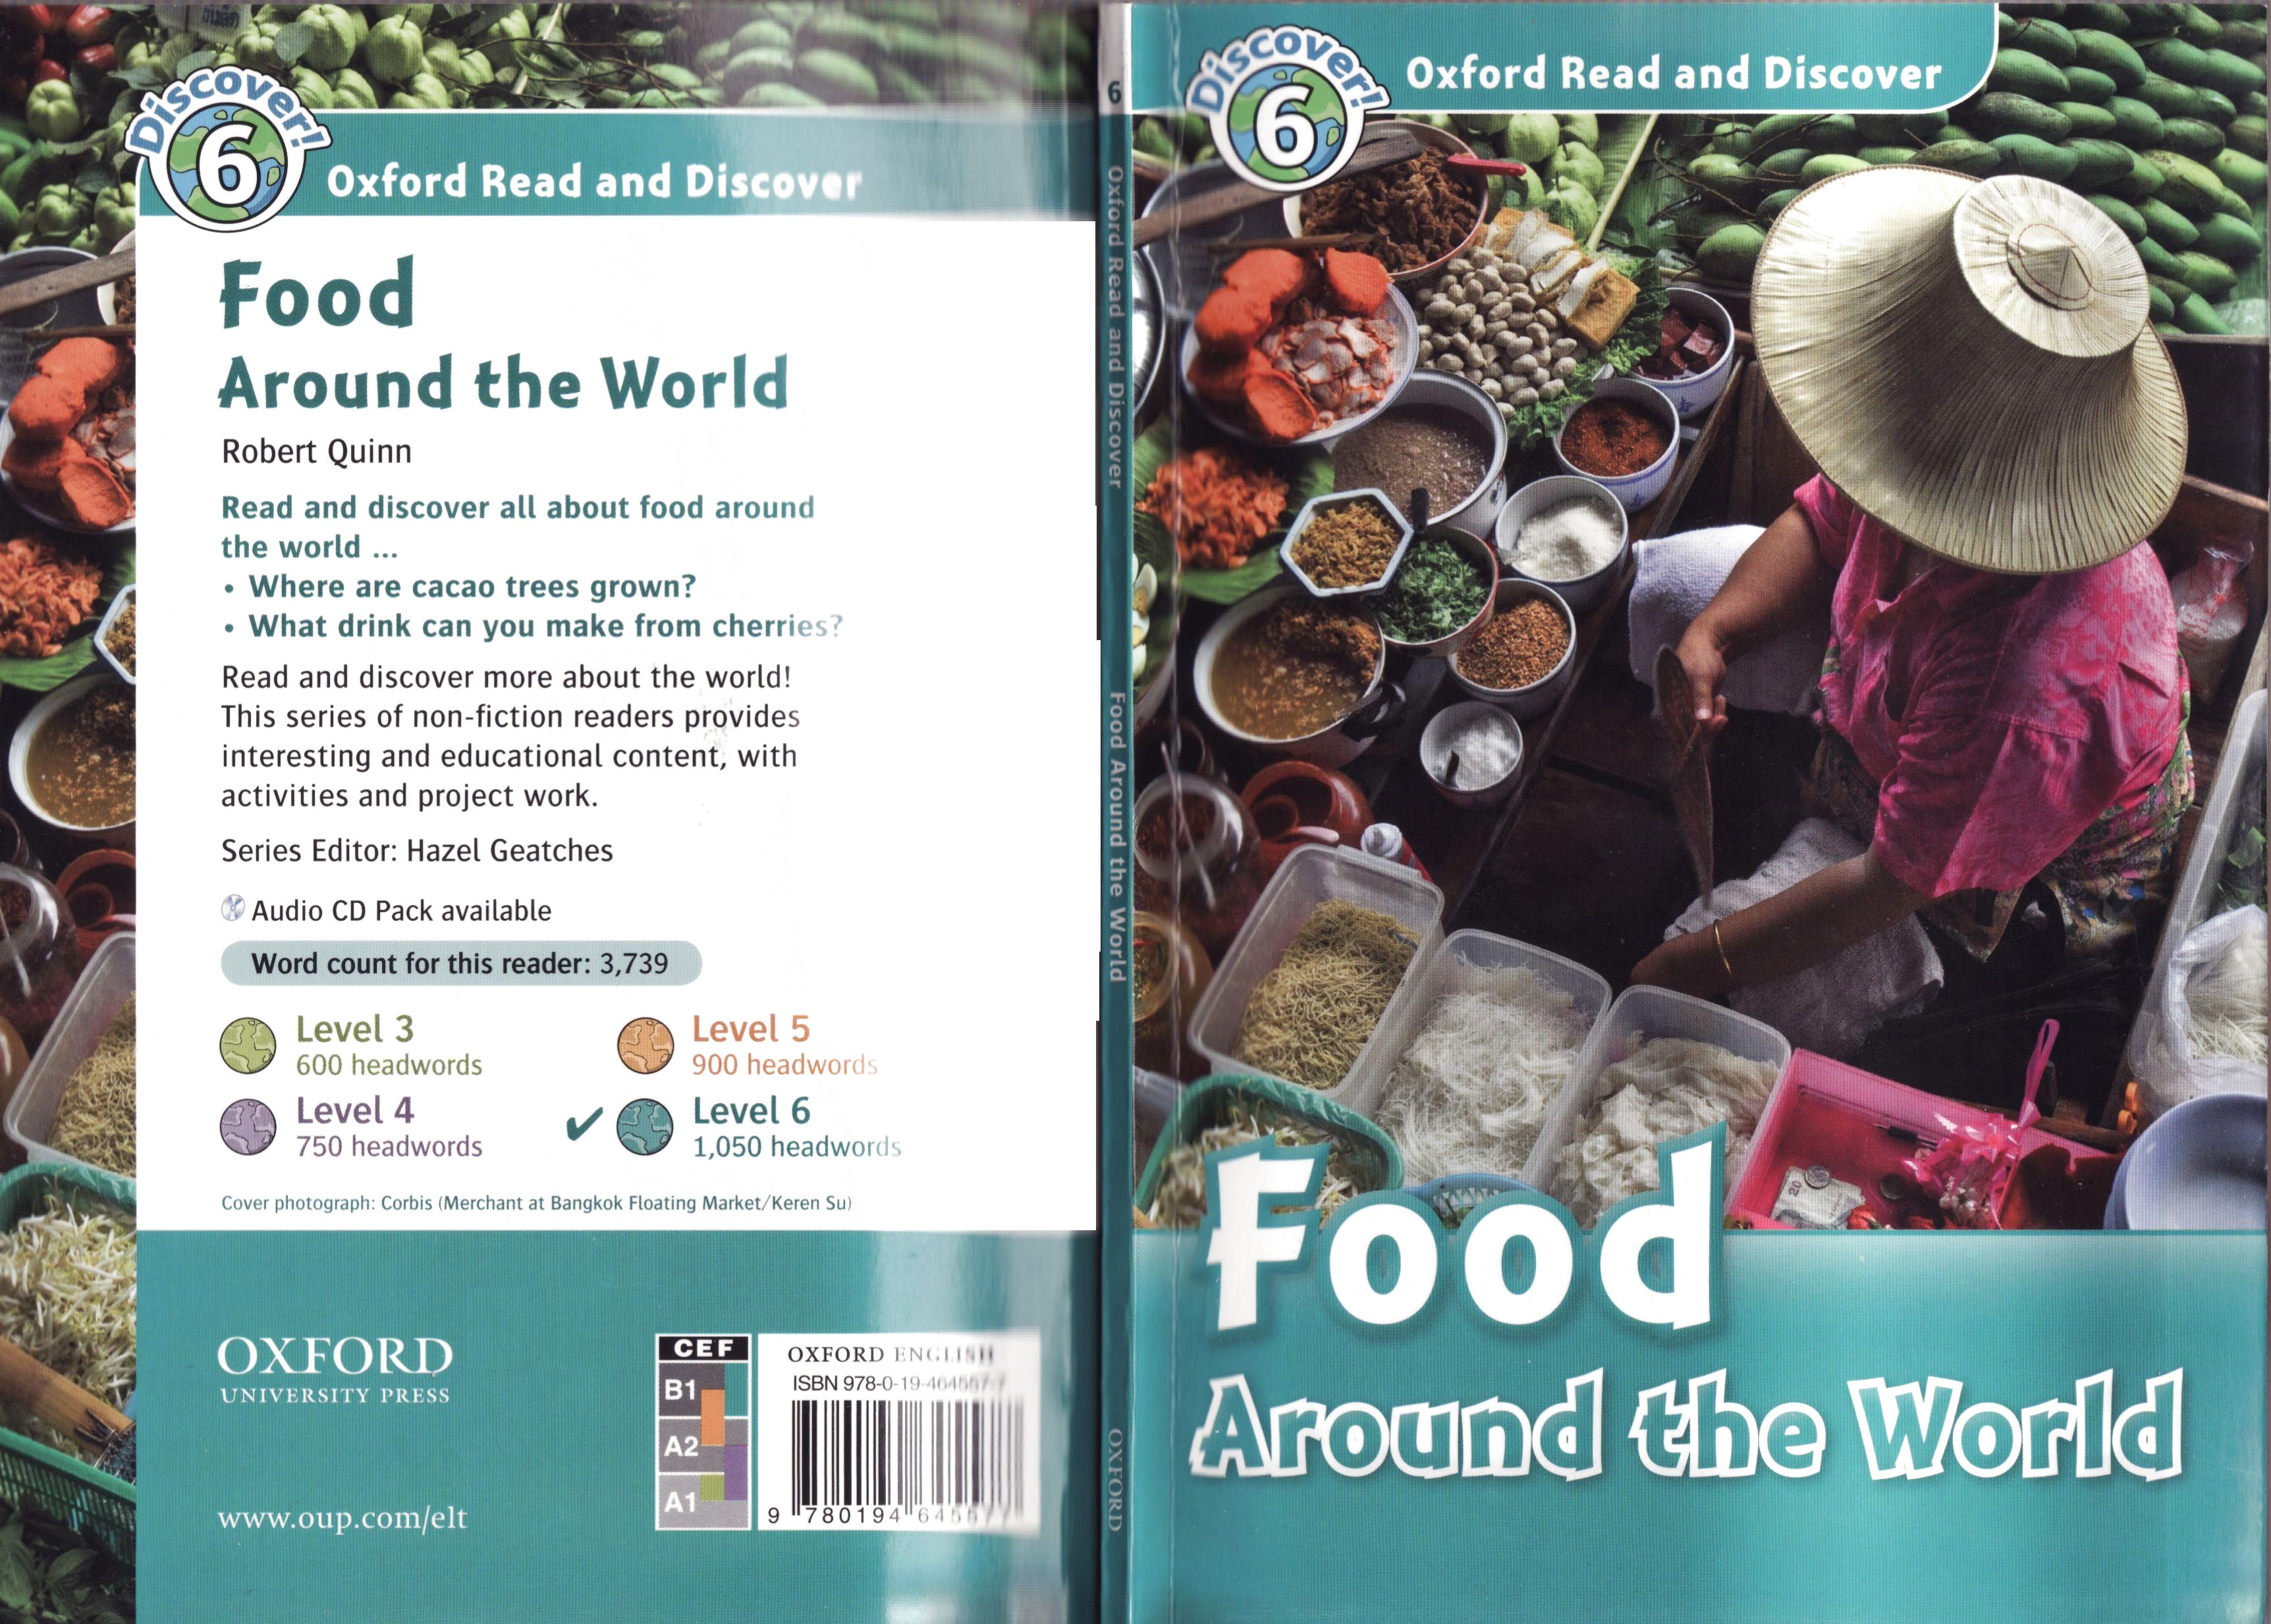 Discover!
6
Oxford Read and Discover
Food
Around the World
Robert Quinn
Read and discover all about food around
the world ...
• Where are cacao trees grown?
• What drink can you make from cherries?
Read and discover more about the world!
This series of non-fiction readers provides
interesting and educational content, with
activities and project work.
Series Editor: Hazel Geatches
Audio CD Pack available
Word count for this reader: 3,739
Level 3
600 headwords
Level 4
750 headwords
Level 5
900 headwords
✔ Level 6
1,050 headwords
Cover photograph: Corbis (Merchant at Bangkok Floating Market/Keren Su)
OXFORD
UNIVERSITY PRESS
www.oup.com/elt
CEF
B1
A2
A1
OXFORD ENGLISH
ISBN 978-0-19-464557-7
9 780194 645577
6
Oxford Read and Discover
Food Around the World
OXFORD
Discover!
6
Oxford Read and Discover
20
Food
Around the World